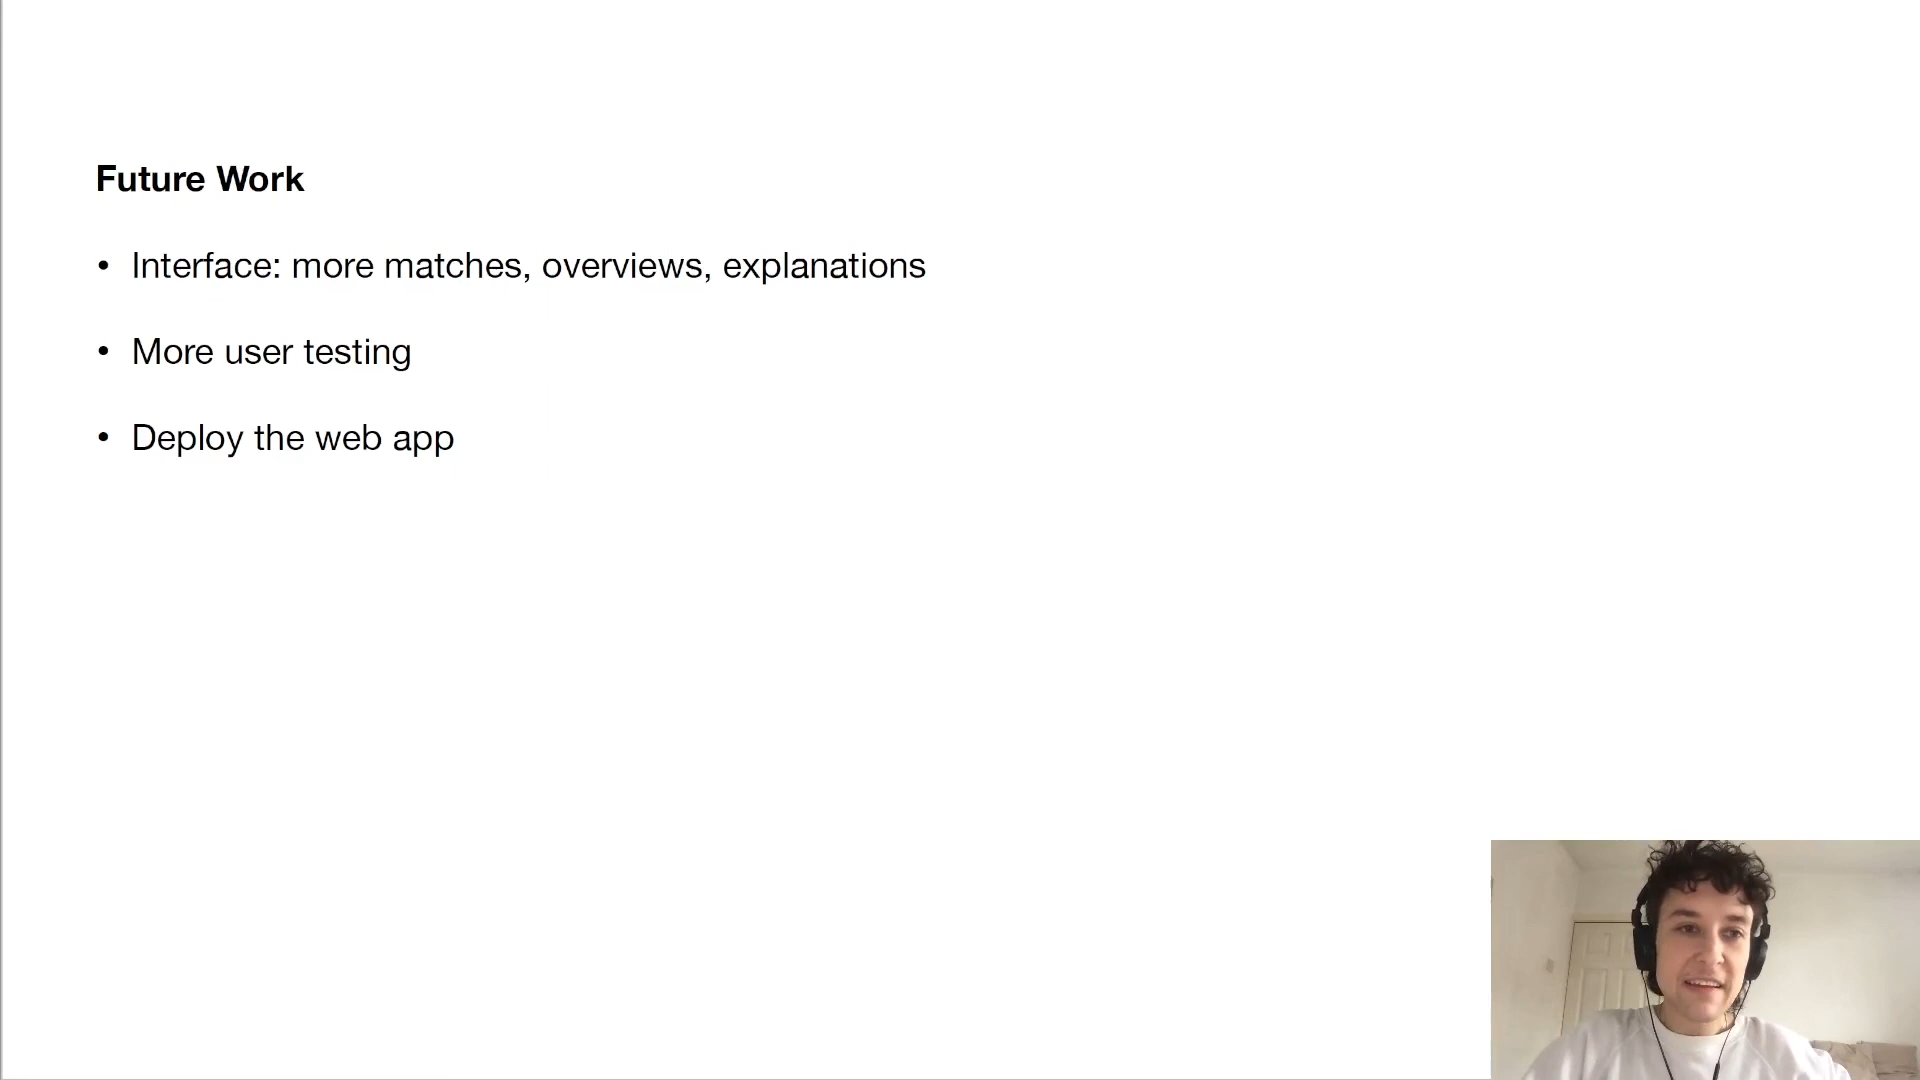 Future Work
• Interface: more matches, overviews, explanations
• More user testing
• Deploy the web app